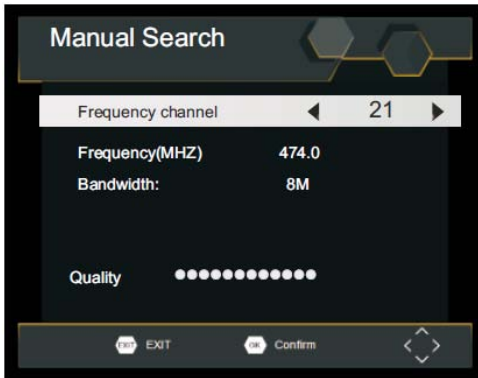 Manual Search
Frequency channel 21
Frequency(MHZ) 474.0
Bandwidth: 8M
Quality
EXIT EXIT OK Confirm